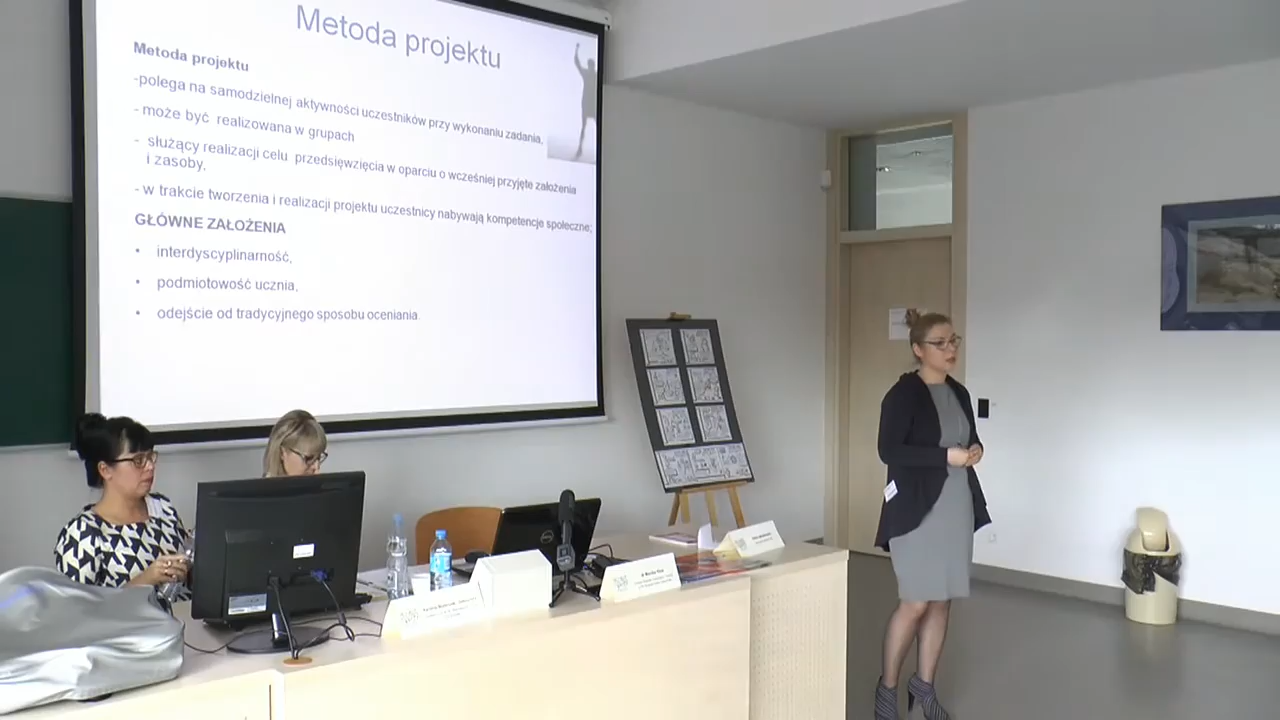 Metoda projektu
Metoda projektu
-polega na samodzielnej aktywności uczestników przy wykonaniu zadania,
- może być realizowana w grupach
- służący realizacji celu przedsięwzięcia w oparciu o wcześniej przyjęte założenia
i zasoby,
- w trakcie tworzenia i realizacji projektu uczestnicy nabywają kompetencje społeczne;
GŁÓWNE ZAŁOŻENIA
• interdyscyplinarność,
• podmiotowość ucznia,
• odejście od tradycyjnego sposobu oceniania.
DELL